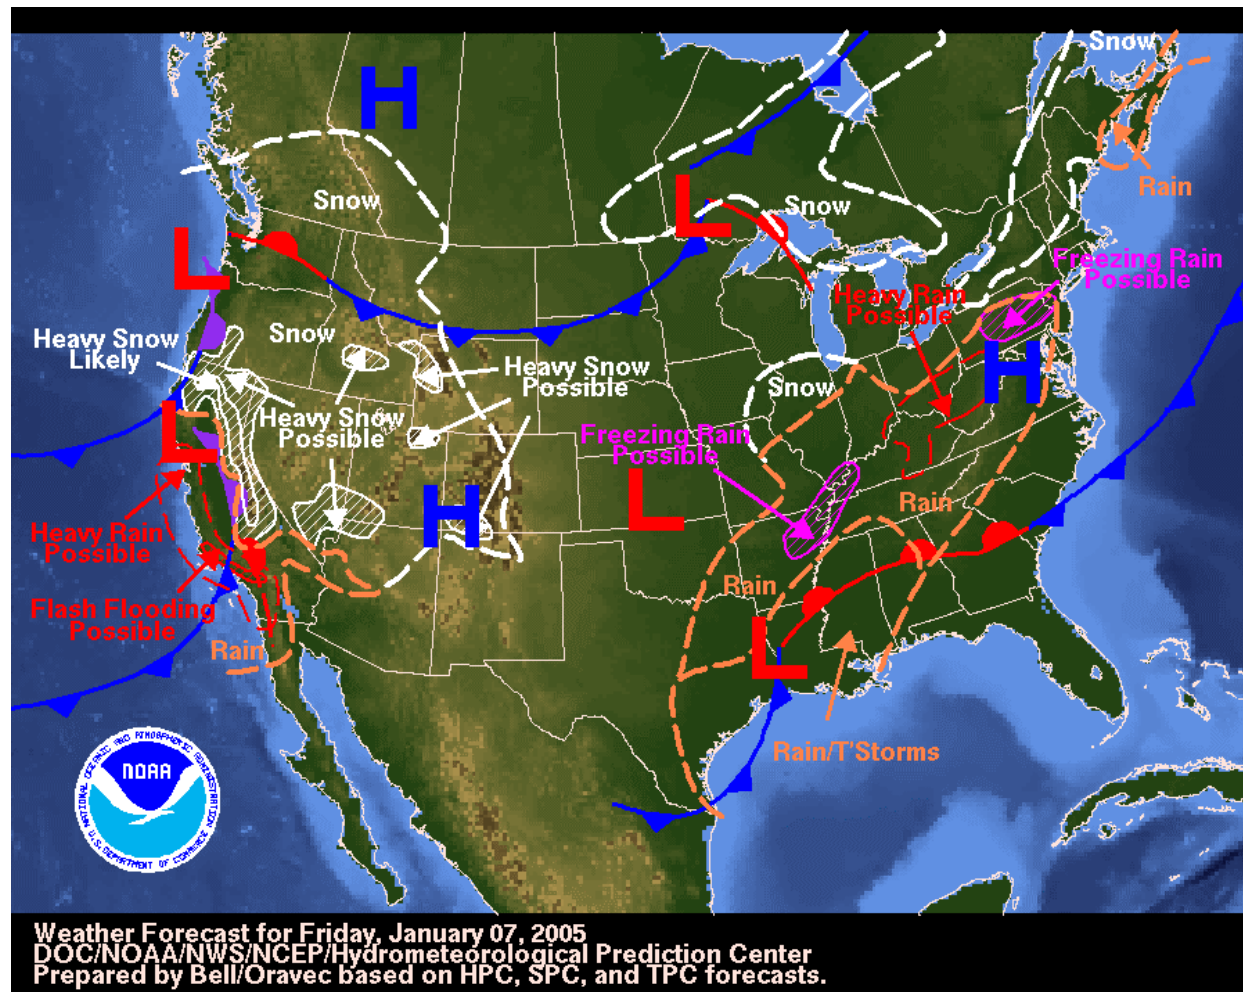 Snow
H
Snow
L
Snow
Rain
L
Freezing Rain
Possible
Heavy Rain
Possible
Heavy Snow
Likely
Snow
Heavy Snow
Possible
H
Snow
Heavy Snow
Possible
L
Freezing Rain
Possible
L
H
Rain
Heavy Rain
Possible
Rain
Flash Flooding
Possible
L
Rain
Rain/T'Storms
NOAA
NATIONAL OCEANIC AND ATMOSPHERIC ADMINISTRATION
U.S. DEPARTMENT OF COMMERCE
Weather Forecast for Friday, January 07, 2005
DOC/NOAA/NWS/NCEP/Hydrometeorological Prediction Center
Prepared by Bell/Oravec based on HPC, SPC, and TPC forecasts.